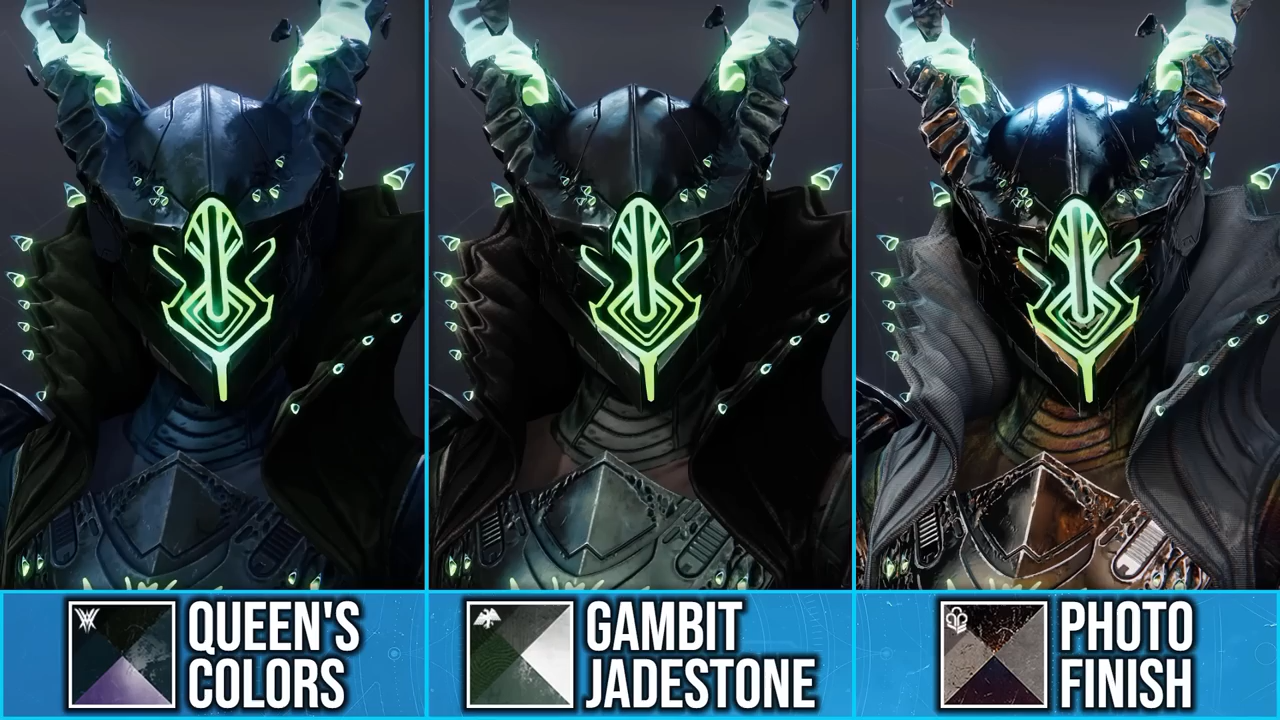 QUEEN'S
COLORS
GAMBIT
JADESTONE
PHOTO
FINISH